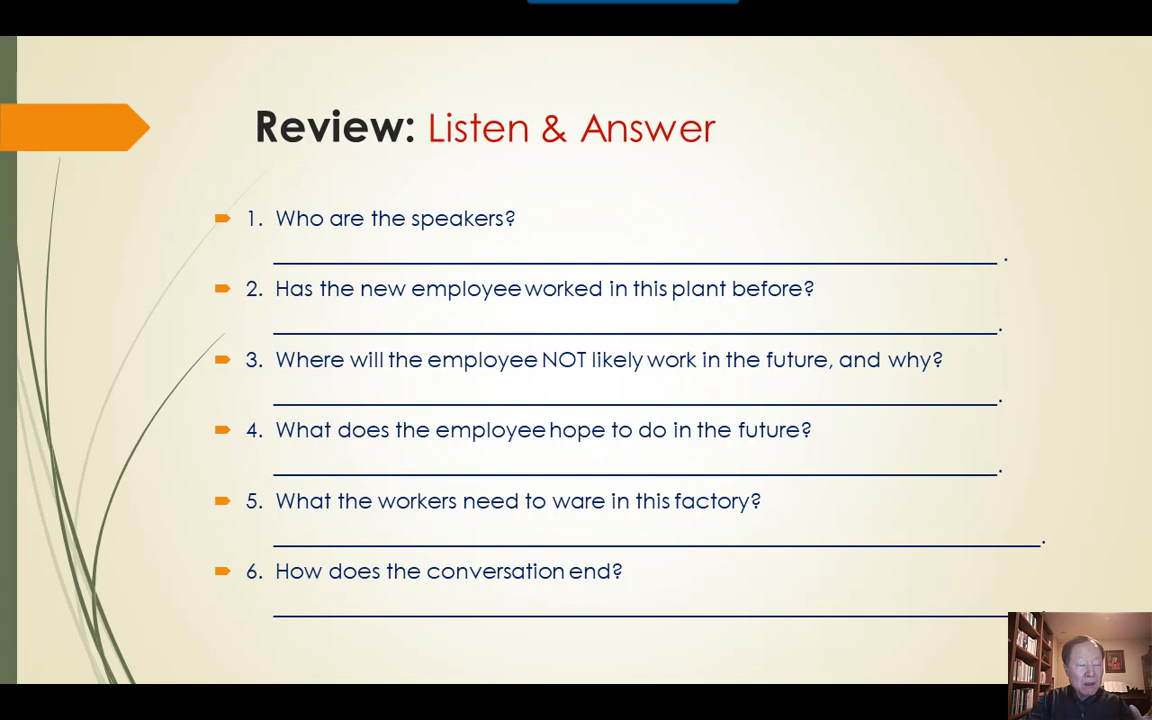 Review: Listen & Answer
1. Who are the speakers?
.
2. Has the new employee worked in this plant before?
.
3. Where will the employee NOT likely work in the future, and why?
.
4. What does the employee hope to do in the future?
.
5. What the workers need to ware in this factory?
.
6. How does the conversation end?